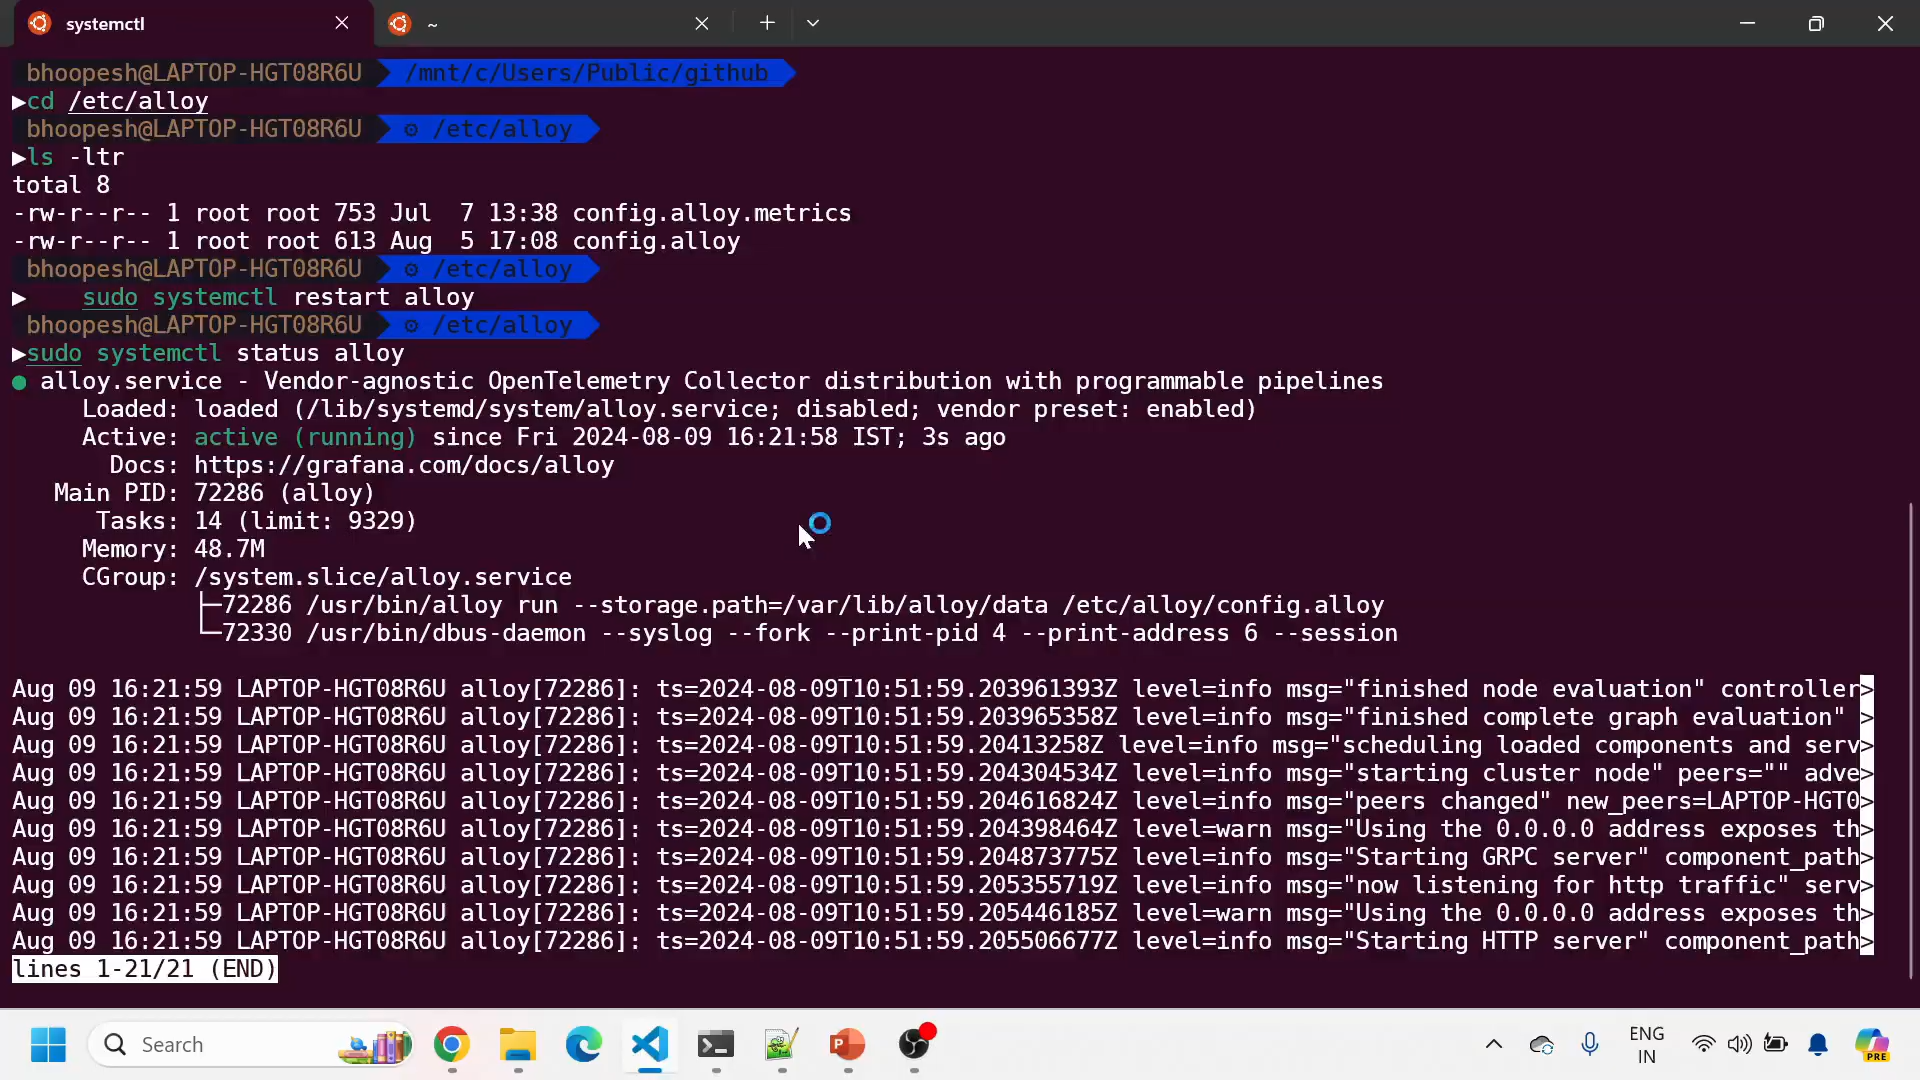 systemctl
~
bhoopesh@LAPTOP-HGT08R6U /mnt/c/Users/Public/github
▶cd /etc/alloy
bhoopesh@LAPTOP-HGT08R6U ⚙ /etc/alloy
▶ls -ltr
total 8
-rw-r--r-- 1 root root 753 Jul  7 13:38 config.alloy.metrics
-rw-r--r-- 1 root root 613 Aug  5 17:08 config.alloy
bhoopesh@LAPTOP-HGT08R6U ⚙ /etc/alloy
▶    sudo systemctl restart alloy
bhoopesh@LAPTOP-HGT08R6U ⚙ /etc/alloy
▶sudo systemctl status alloy
● alloy.service - Vendor-agnostic OpenTelemetry Collector distribution with programmable pipelines
Loaded: loaded (/lib/systemd/system/alloy.service; disabled; vendor preset: enabled)
Active: active (running) since Fri 2024-08-09 16:21:58 IST; 3s ago
Docs: https://grafana.com/docs/alloy
Main PID: 72286 (alloy)
Tasks: 14 (limit: 9329)
Memory: 48.7M
CGroup: /system.slice/alloy.service
├─72286 /usr/bin/alloy run --storage.path=/var/lib/alloy/data /etc/alloy/config.alloy
└─72330 /usr/bin/dbus-daemon --syslog --fork --print-pid 4 --print-address 6 --session
Aug 09 16:21:59 LAPTOP-HGT08R6U alloy[72286]: ts=2024-08-09T10:51:59.203961393Z level=info msg="finished node evaluation" controller>
Aug 09 16:21:59 LAPTOP-HGT08R6U alloy[72286]: ts=2024-08-09T10:51:59.203965358Z level=info msg="finished complete graph evaluation" >
Aug 09 16:21:59 LAPTOP-HGT08R6U alloy[72286]: ts=2024-08-09T10:51:59.20413258Z level=info msg="scheduling loaded components and serv>
Aug 09 16:21:59 LAPTOP-HGT08R6U alloy[72286]: ts=2024-08-09T10:51:59.204304534Z level=info msg="starting cluster node" peers="" adve>
Aug 09 16:21:59 LAPTOP-HGT08R6U alloy[72286]: ts=2024-08-09T10:51:59.204616824Z level=info msg="peers changed" new_peers=LAPTOP-HGT0>
Aug 09 16:21:59 LAPTOP-HGT08R6U alloy[72286]: ts=2024-08-09T10:51:59.204398464Z level=warn msg="Using the 0.0.0.0 address exposes th>
Aug 09 16:21:59 LAPTOP-HGT08R6U alloy[72286]: ts=2024-08-09T10:51:59.204873775Z level=info msg="Starting GRPC server" component_path>
Aug 09 16:21:59 LAPTOP-HGT08R6U alloy[72286]: ts=2024-08-09T10:51:59.205355719Z level=info msg="now listening for http traffic" serv>
Aug 09 16:21:59 LAPTOP-HGT08R6U alloy[72286]: ts=2024-08-09T10:51:59.205446185Z level=warn msg="Using the 0.0.0.0 address exposes th>
Aug 09 16:21:59 LAPTOP-HGT08R6U alloy[72286]: ts=2024-08-09T10:51:59.205506677Z level=info msg="Starting HTTP server" component_path>
lines 1-21/21 (END)
Search
P
ENG
IN
PRE